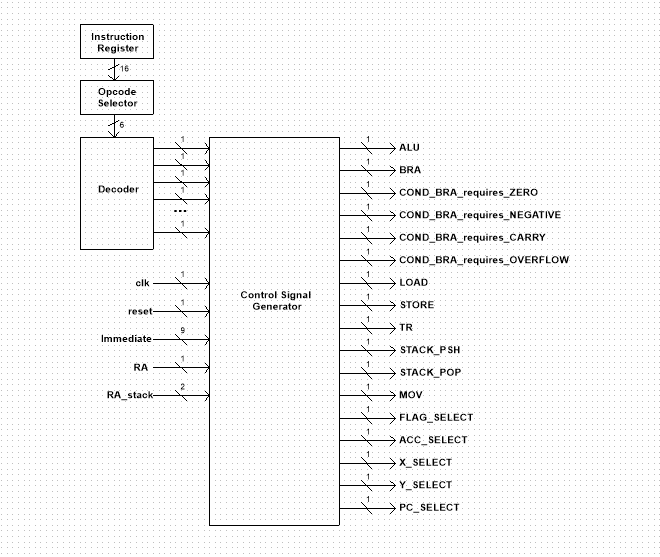 Instruction
Register
16
Opcode
Selector
6
Decoder
1
1
1
1
...
1
clk
1
reset
1
Immediate
9
RA
1
RA_stack
2
Control Signal
Generator
1
ALU
1
BRA
1
COND_BRA_requires_ZERO
1
COND_BRA_requires_NEGATIVE
1
COND_BRA_requires_CARRY
1
COND_BRA_requires_OVERFLOW
1
LOAD
1
STORE
1
TR
1
STACK_PSH
1
STACK_POP
1
MOV
1
FLAG_SELECT
1
ACC_SELECT
1
X_SELECT
1
Y_SELECT
1
PC_SELECT